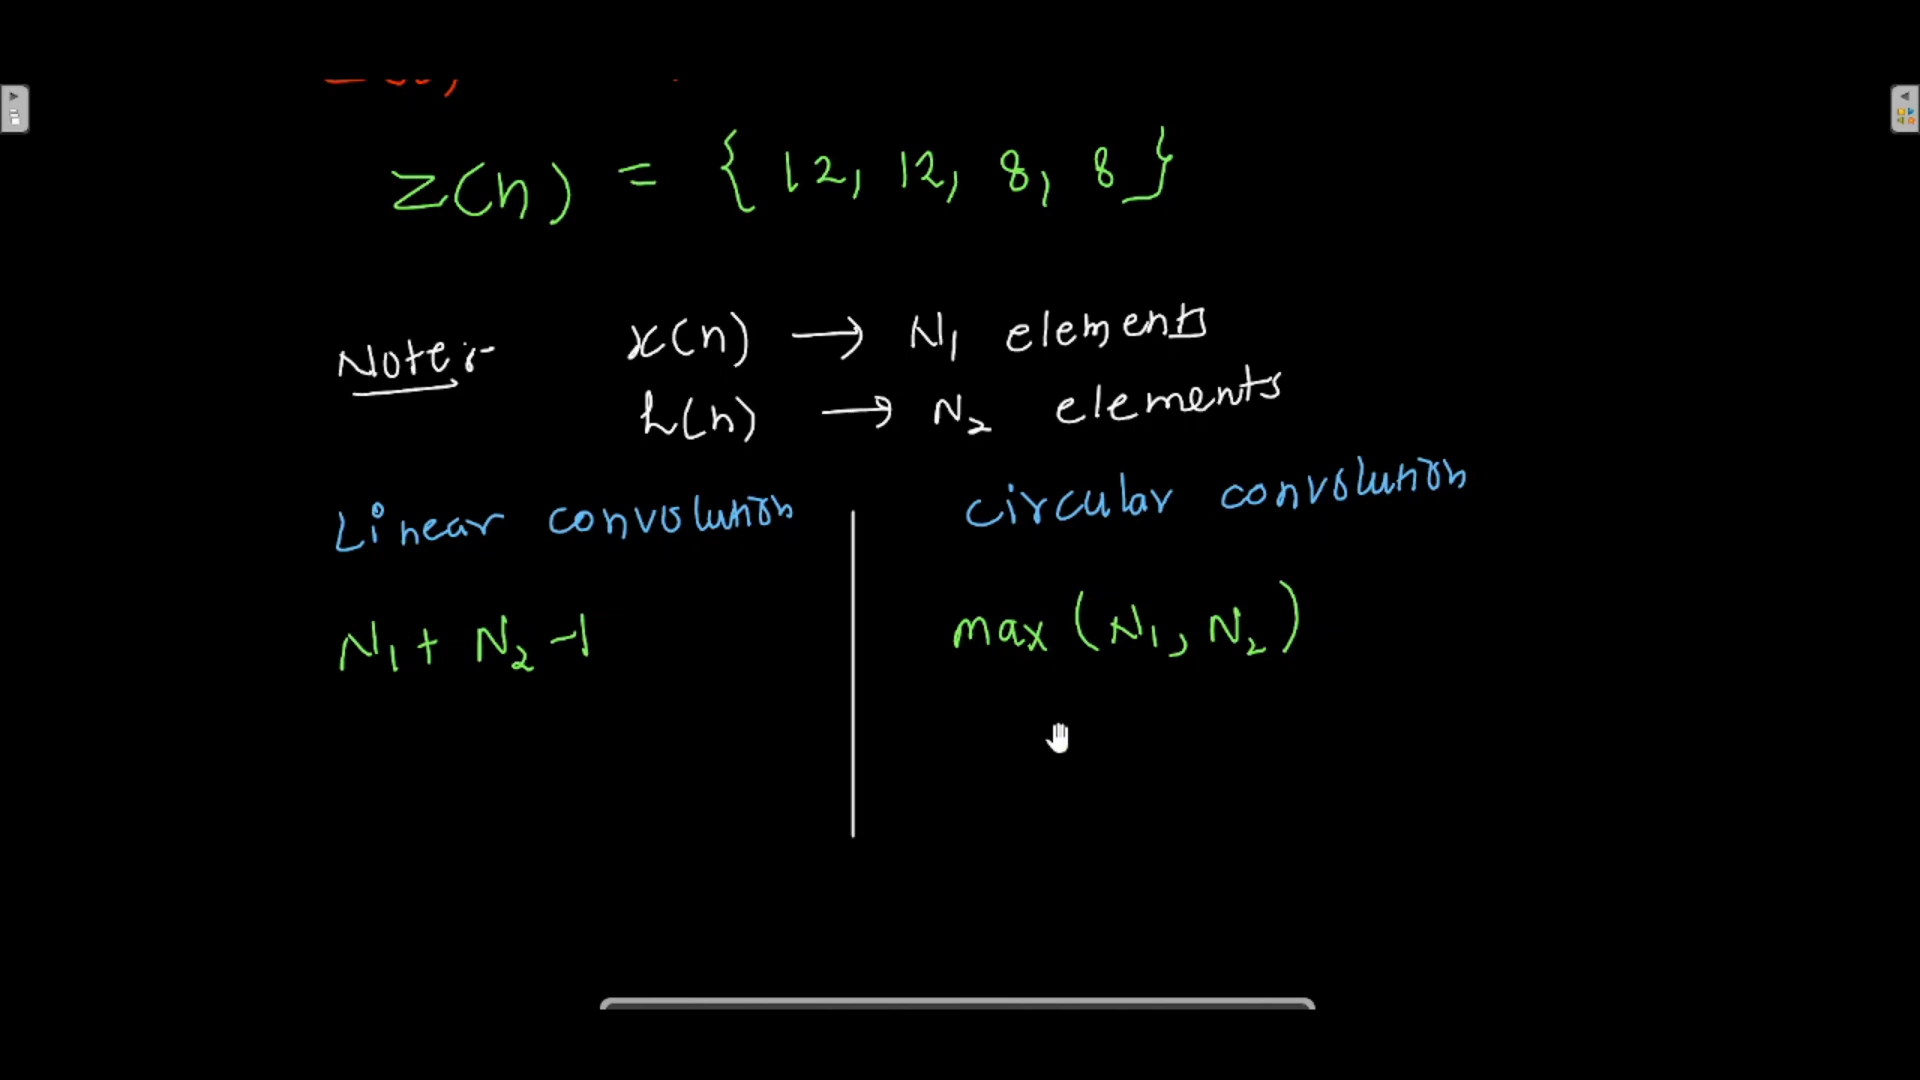 z(n) = { 12, 12, 8, 8 }
Note:- x(n) → N₁ elements
h(n) → N₂ elements
Linear convolution
circular convolution
N₁ + N₂ -1
max (N₁, N₂)